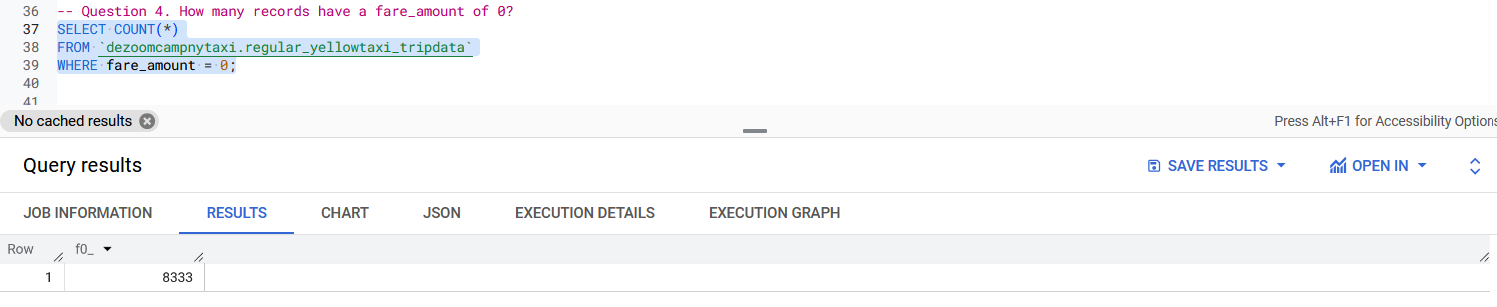 36 -- Question 4. How many records have a fare_amount of 0?
37 SELECT COUNT(*)
38 FROM `dezoomcampnytaxi.regular_yellowtaxi_tripdata`
39 WHERE fare_amount = 0;
40
41
No cached results
Press Alt+F1 for Accessibility Options
Query results
SAVE RESULTS OPEN IN
JOB INFORMATION RESULTS CHART JSON EXECUTION DETAILS EXECUTION GRAPH
Row f0_
1 8333